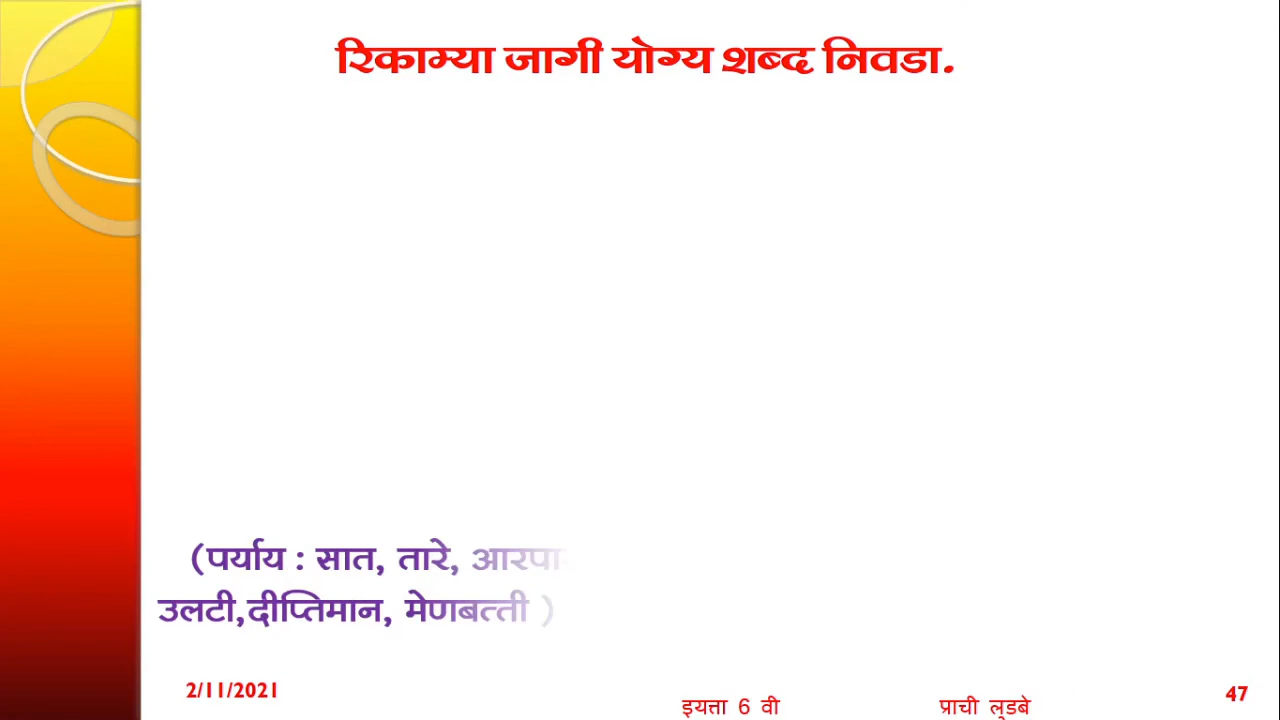 रिकाम्या जागी योग्य शब्द निवडा.
(पर्याय : सात, तारे,
उलटी,दीप्तिमान, मेणबत्ती )
2/11/2021
इयत्ता 6 वी प्राची लुडबे
47